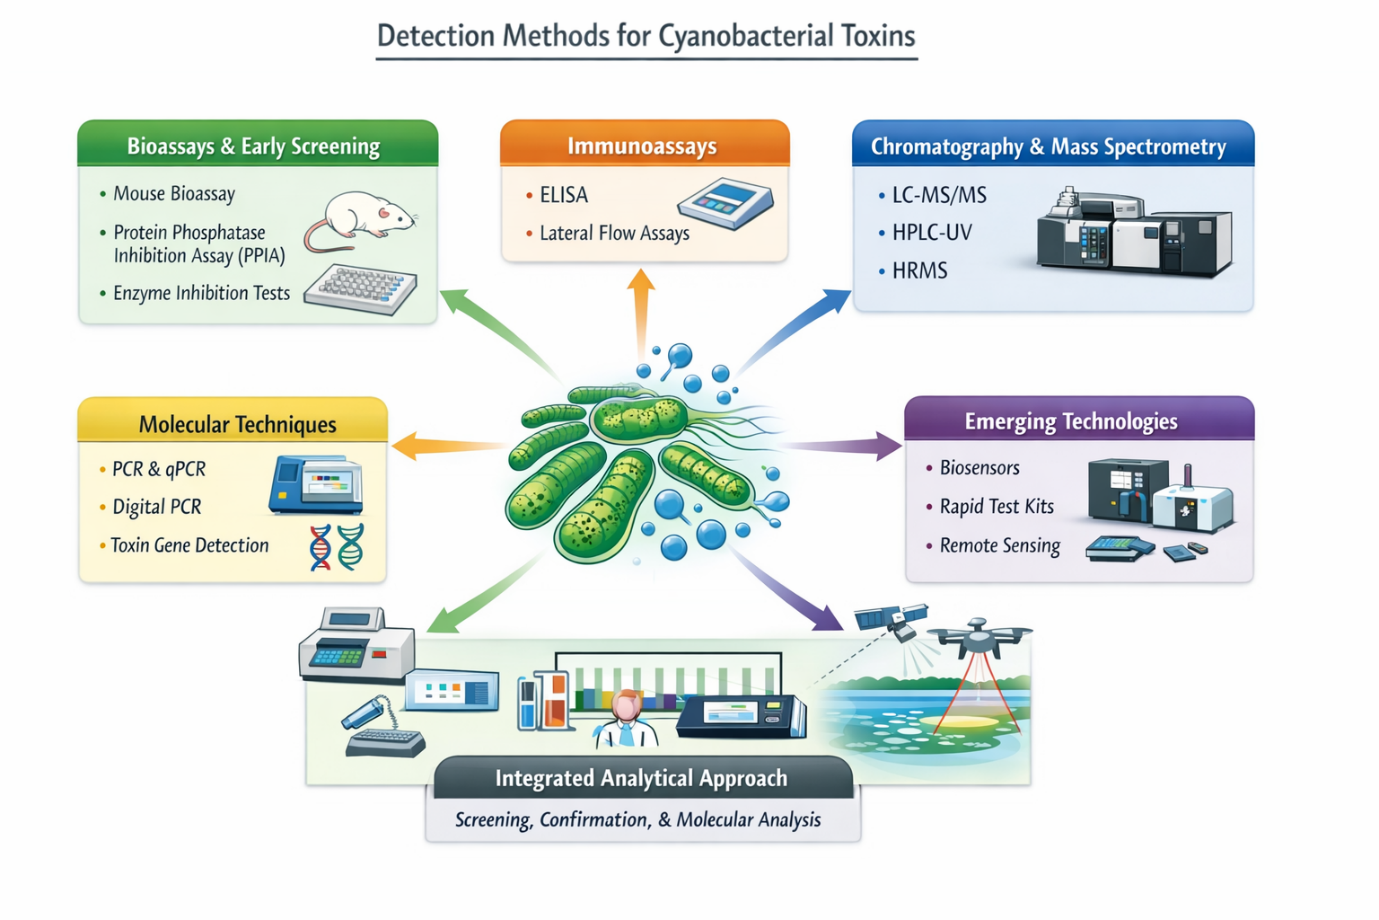 Detection Methods for Cyanobacterial Toxins
Bioassays & Early Screening
• Mouse Bioassay
• Protein Phosphatase
Inhibition Assay (PPIA)
• Enzyme Inhibition Tests
Immunoassays
• ELISA
• Lateral Flow Assays
Chromatography & Mass Spectrometry
• LC-MS/MS
• HPLC-UV
• HRMS
Molecular Techniques
• PCR & qPCR
• Digital PCR
• Toxin Gene Detection
Emerging Technologies
• Biosensors
• Rapid Test Kits
• Remote Sensing
Integrated Analytical Approach
Screening, Confirmation, & Molecular Analysis